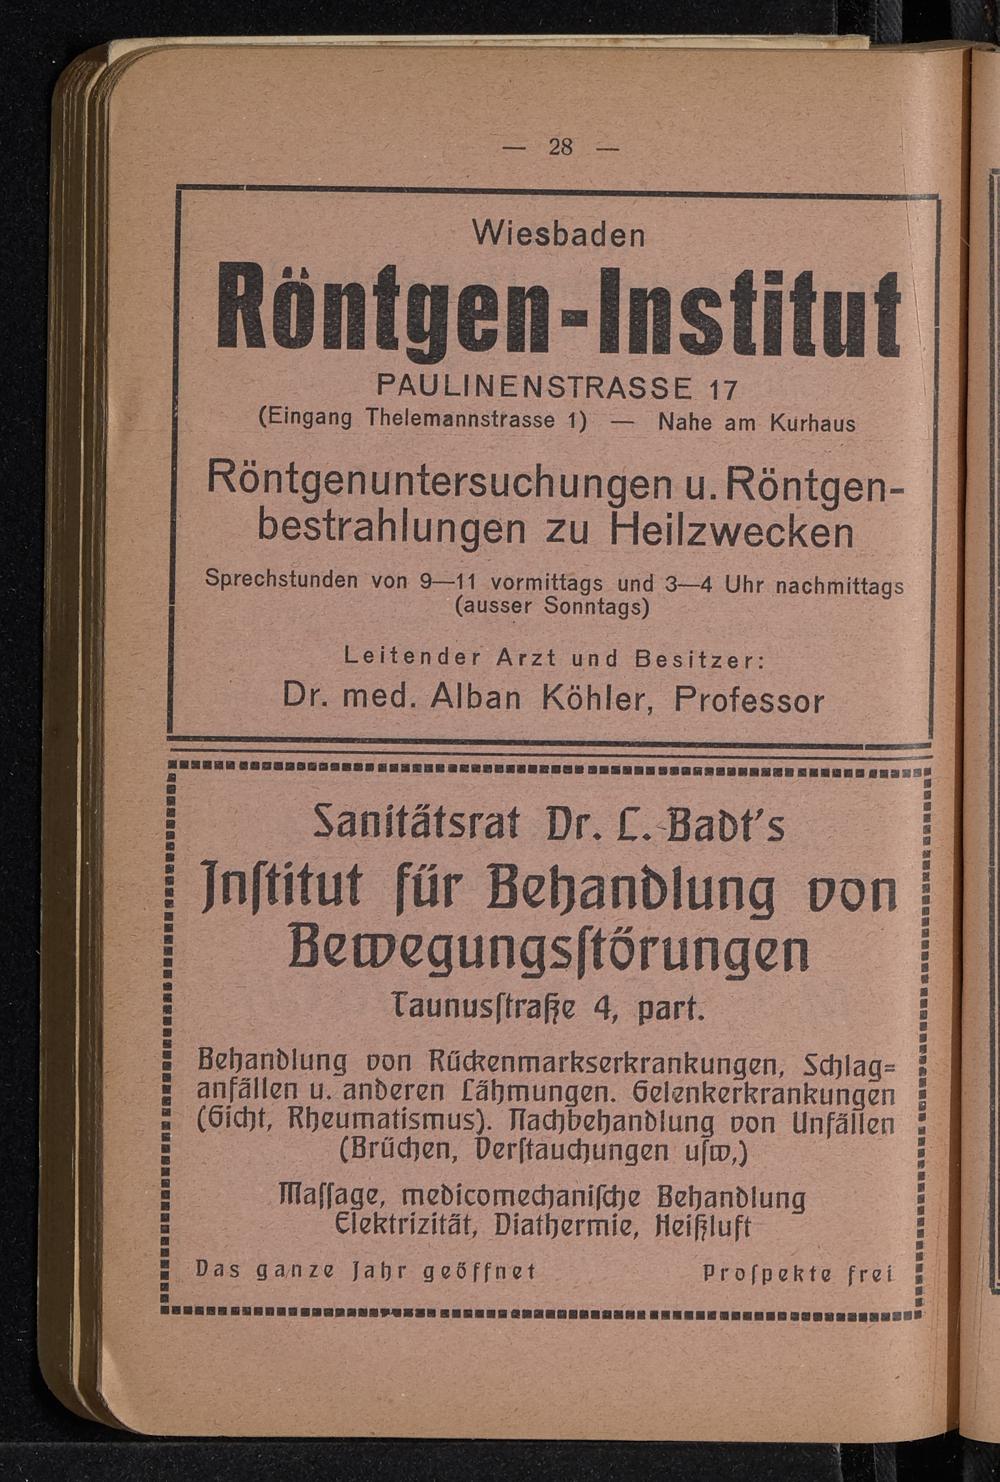 — 28 —
Wiesbaden
Röntgen-Institut
PAULINENSTRASSE 17
(Eingang Thelemannstrasse 1) — Nahe am Kurhaus
Röntgenuntersuchungen u. Röntgen-
bestrahlungen zu Heilzwecken
Sprechstunden von 9—11 vormittags und 3—4 Uhr nachmittags
(ausser Sonntags)
Leitender Arzt und Besitzer:
Dr. med. Alban Köhler, Professor
Sanitätsrat Dr. L. Badt's
Inſtitut für Behandlung von
Bewegungsſtörungen
Taunusſtraße 4, part.
Behandlung von Rückenmarkserkrankungen, Schlag=
anfällen u. anderen Lähmungen. Gelenkerkrankungen
(Gicht, Rheumatismus). Nachbehandlung von Unfällen
(Brüchen, Verſtauchungen uſw,)
Maſſage, medicomechaniſche Behandlung
Elektrizität, Diathermie, Heißluft
Das ganze Jahr geöffnet Proſpekte frei